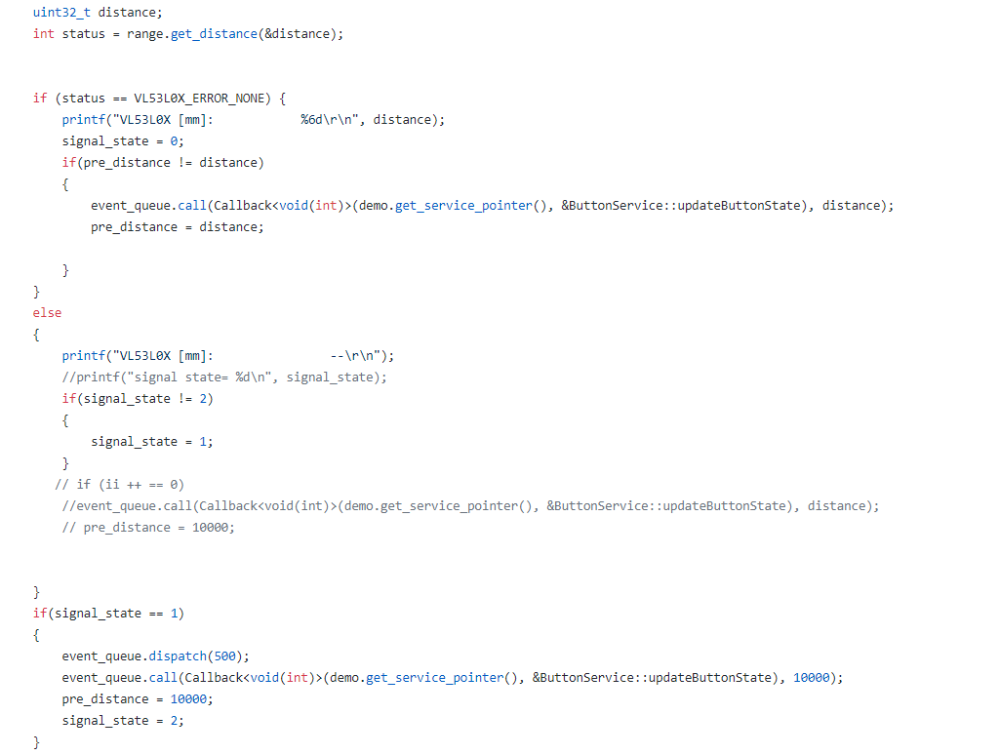 uint32_t distance;
int status = range.get_distance(&distance);
if (status == VL53L0X_ERROR_NONE) {
    printf("VL53L0X [mm]:            %6d\r\n", distance);
    signal_state = 0;
    if(pre_distance != distance)
    {
        event_queue.call(Callback<void(int)>(demo.get_service_pointer(), &ButtonService::updateButtonState), distance);
        pre_distance = distance;
    }
}
else
{
    printf("VL53L0X [mm]:                --\r\n");
    //printf("signal state= %d\n", signal_state);
    if(signal_state != 2)
    {
        signal_state = 1;
    }
   // if (ii ++ == 0)
    //event_queue.call(Callback<void(int)>(demo.get_service_pointer(), &ButtonService::updateButtonState), distance);
    // pre_distance = 10000;
}
if(signal_state == 1)
{
    event_queue.dispatch(500);
    event_queue.call(Callback<void(int)>(demo.get_service_pointer(), &ButtonService::updateButtonState), 10000);
    pre_distance = 10000;
    signal_state = 2;
}